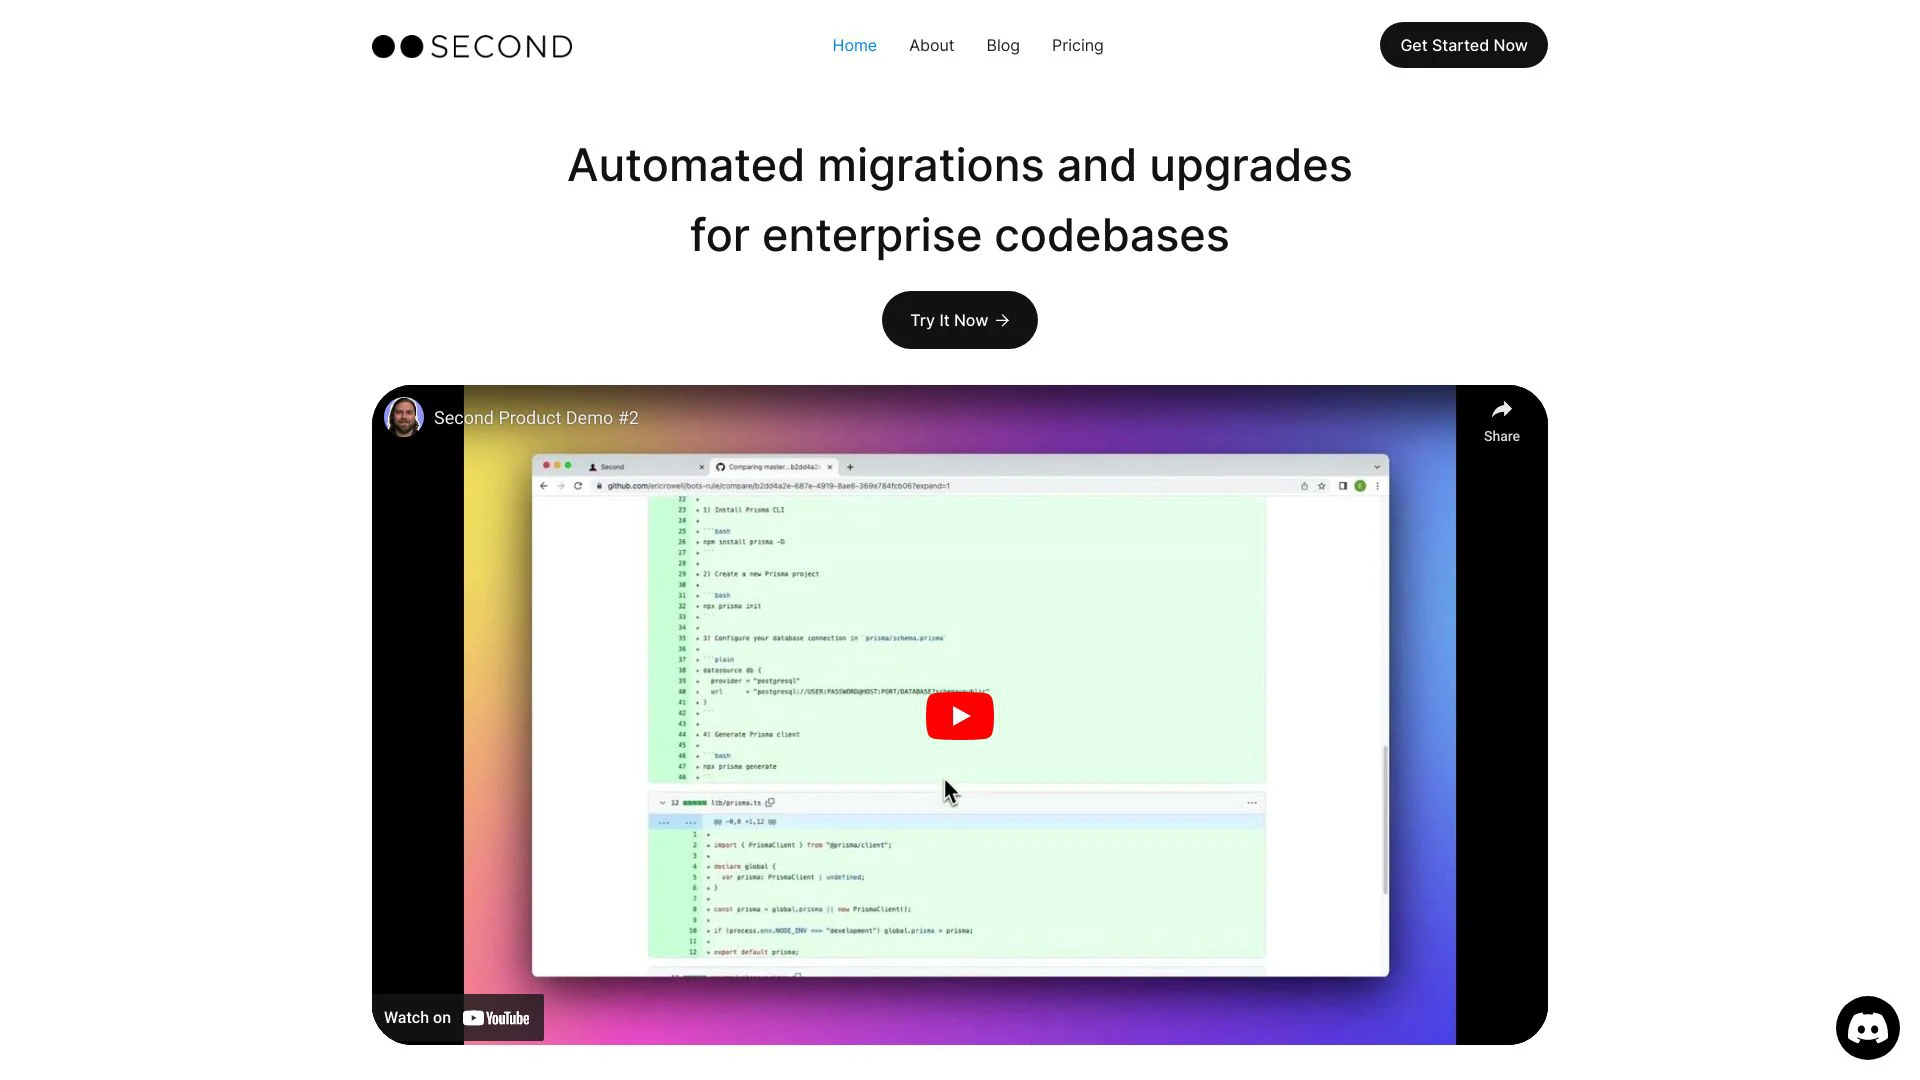 SECOND
Home
About
Blog
Pricing
Get Started Now
Automated migrations and upgrades
for enterprise codebases
Try It Now →
Second Product Demo #2
Share
Second
Comparing master...b2dd4a2
github.com/ericrowell/bots-rule/compare/b2dd4a2e-687e-4919-8ae6-369e784fcb06?expand=1
22 +
23 + 1) Install Prisma CLI
24 +
25 + ```bash
26 + npm install prisma -D
27 + ```
28 +
29 + 2) Create a new Prisma project
30 +
31 + ```bash
32 + npx prisma init
33 + ```
34 +
35 + 3) Configure your database connection in `prisma/schema.prisma`
36 +
37 + ```plain
38 + datasource db {
39 + provider = "postgresql"
40 + url = "postgresql://USER:PASSWORD@HOST:PORT/DATABASE?
41 + }
42 + ```
43 +
44 + 4) Generate Prisma client
45 +
46 + ```bash
47 + npx prisma generate
48 + ```
12 lib/prisma.ts
@@ -0,0 +1,12 @@
1 +
2 + import { PrismaClient } from "@prisma/client";
3 +
4 + declare global {
5 + var prisma: PrismaClient | undefined;
6 + }
7 +
8 + const prisma = global.prisma || new PrismaClient();
9 +
10 + if (process.env.NODE_ENV === "development") global.prisma = prisma;
11 +
12 + export default prisma;
Watch on YouTube